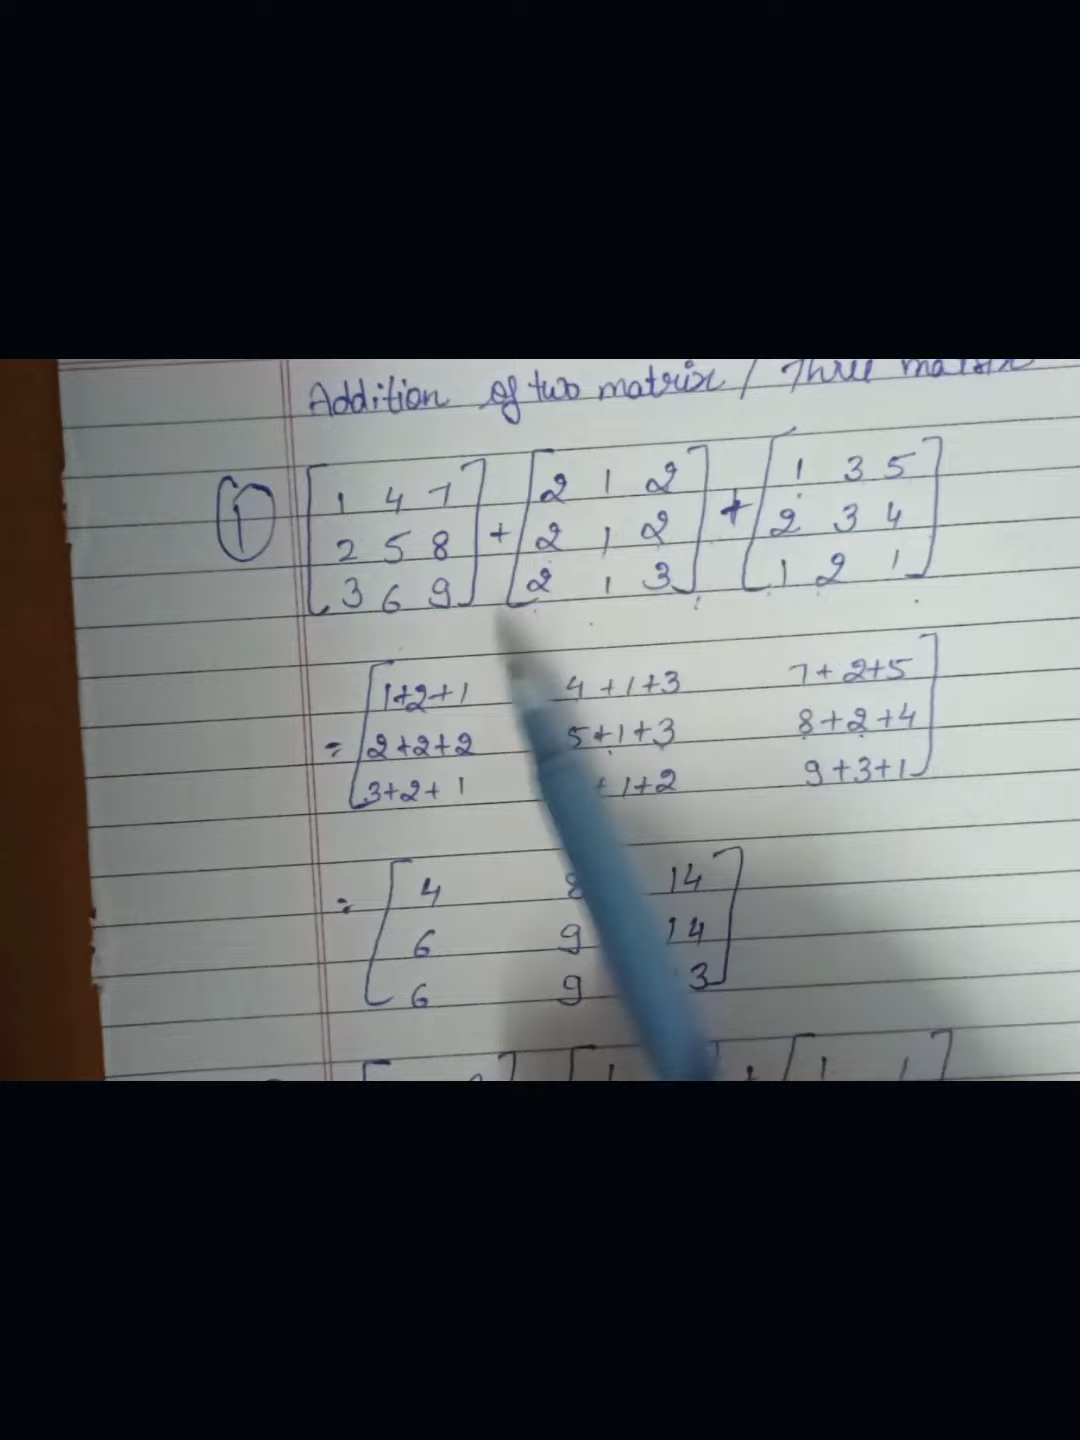 Addition of two matrix / Three matrix
① [1 4 7] + [2 1 2] + [1 3 5]
[2 5 8] [2 1 2] [2 3 4]
[3 6 9] [2 1 3] [1 2 1]
= [1+2+1 4+1+3 7+2+5]
[2+2+2 5+1+3 8+2+4]
[3+2+1 +1+2 9+3+1]
= [4 8 14]
[6 9 14]
[6 9 3]